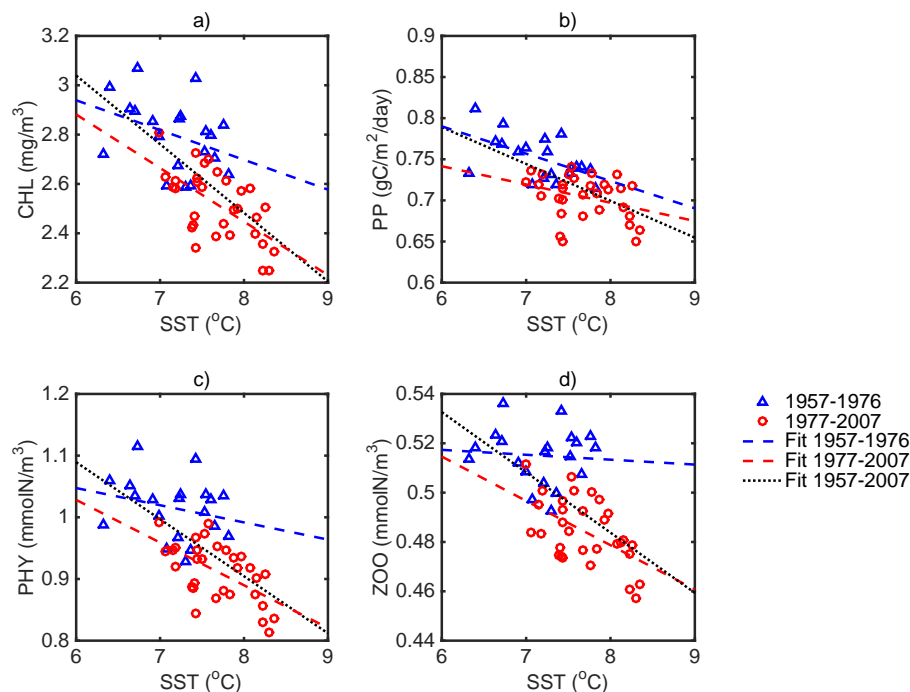 a)
CHL (mg/m3)
3
2.8
2.6
2.4
2.2
6
7
8
9
SST (oC)
b)
PP (gC/m2/day)
0.9
0.85
0.8
0.75
0.7
0.65
0.6
6
7
8
9
SST (oC)
c)
PHY (mmolN/m3)
1.2
1.1
1
0.9
0.8
6
7
8
9
SST (oC)
d)
ZOO (mmolN/m3)
0.54
0.52
0.5
0.48
0.46
0.44
6
7
8
9
SST (oC)
1957-1976
1977-2007
Fit 1957-1976
Fit 1977-2007
Fit 1957-2007